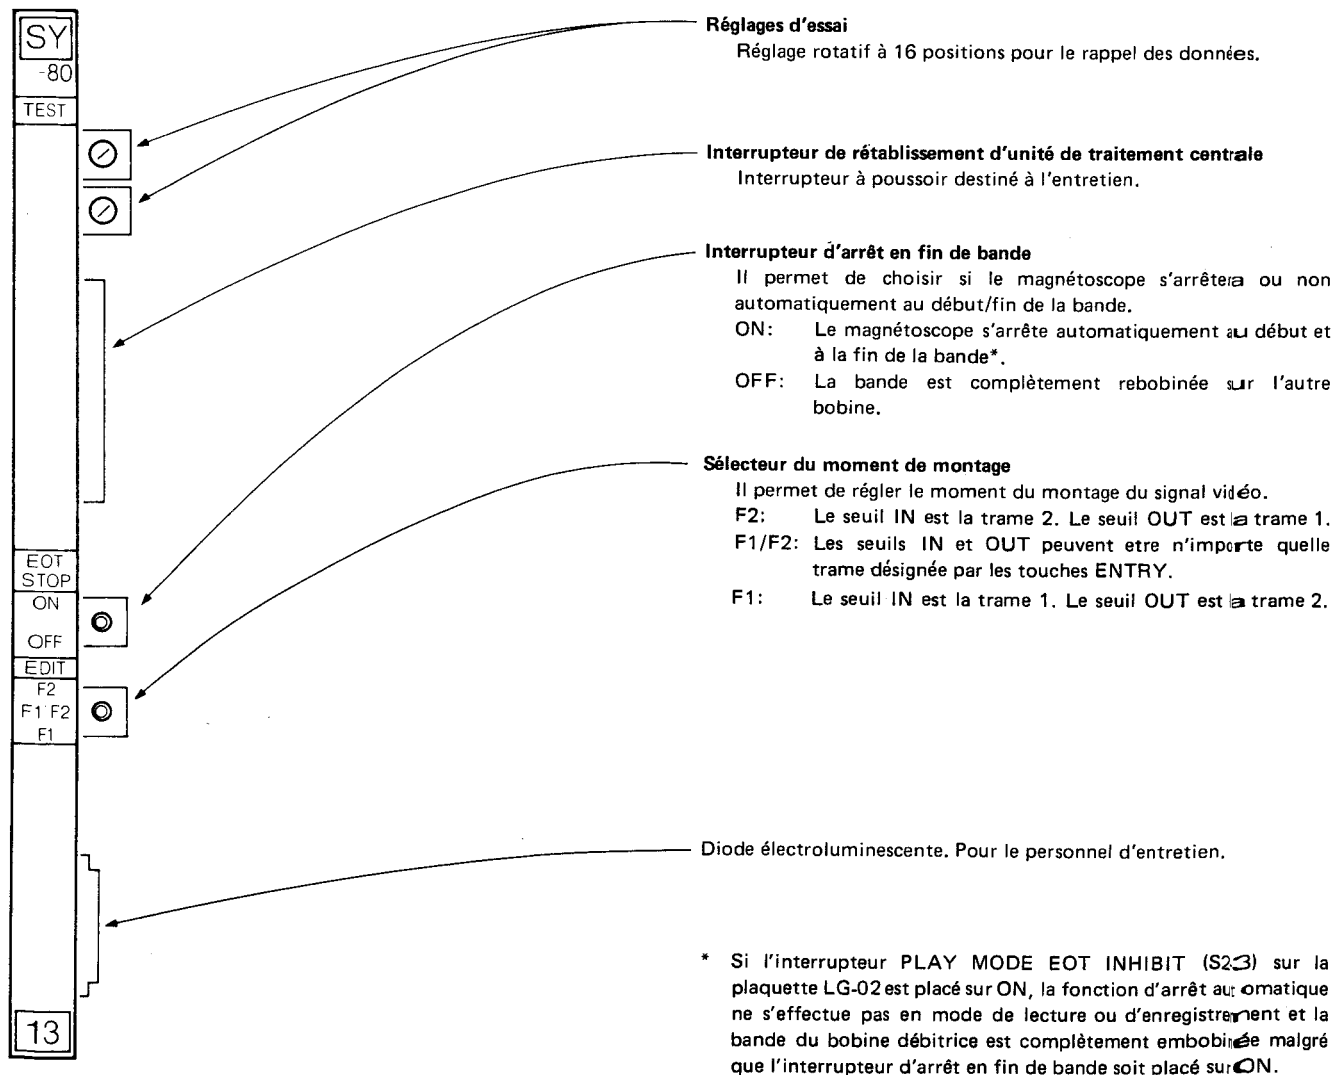 SY
-80
TEST
EOT
STOP
ON
OFF
EDIT
F2
F1 F2
F1
13
Réglages d'essai
Réglage rotatif à 16 positions pour le rappel des données.
Interrupteur de rétablissement d'unité de traitement centrale
Interrupteur à poussoir destiné à l'entretien.
Interrupteur d'arrêt en fin de bande
Il permet de choisir si le magnétoscope s'arrêtera ou non
automatiquement au début/fin de la bande.
ON: Le magnétoscope s'arrête automatiquement au début et
à la fin de la bande*.
OFF: La bande est complètement rebobinée sur l'autre
bobine.
Sélecteur du moment de montage
Il permet de régler le moment du montage du signal vidéo.
F2: Le seuil IN est la trame 2. Le seuil OUT est la trame 1.
F1/F2: Les seuils IN et OUT peuvent etre n'importe quelle
trame désignée par les touches ENTRY.
F1: Le seuil IN est la trame 1. Le seuil OUT est la trame 2.
Diode électroluminescente. Pour le personnel d'entretien.
* Si l'interrupteur PLAY MODE EOT INHIBIT (S23) sur la
plaquette LG-02 est placé sur ON, la fonction d'arrêt automatique
ne s'effectue pas en mode de lecture ou d'enregistrement et la
bande du bobine débitrice est complètement embobinée malgré
que l'interrupteur d'arrêt en fin de bande soit placé sur ON.